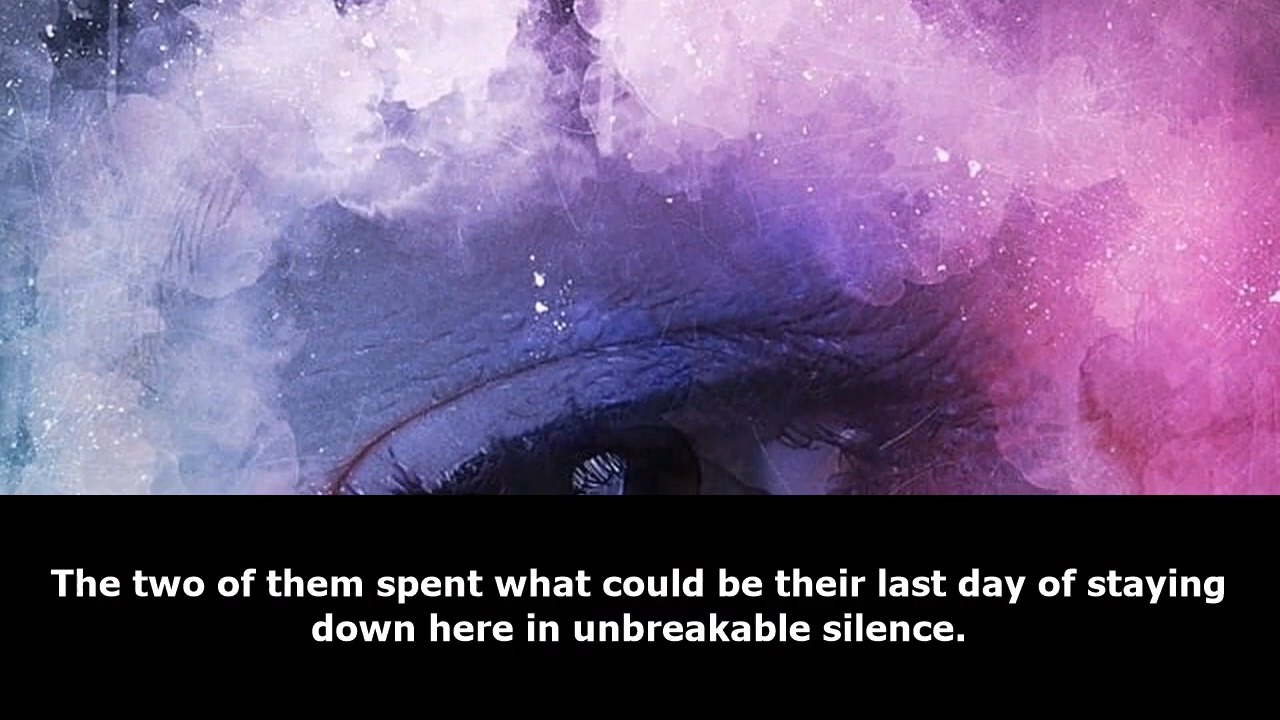 The two of them spent what could be their last day of staying
down here in unbreakable silence.